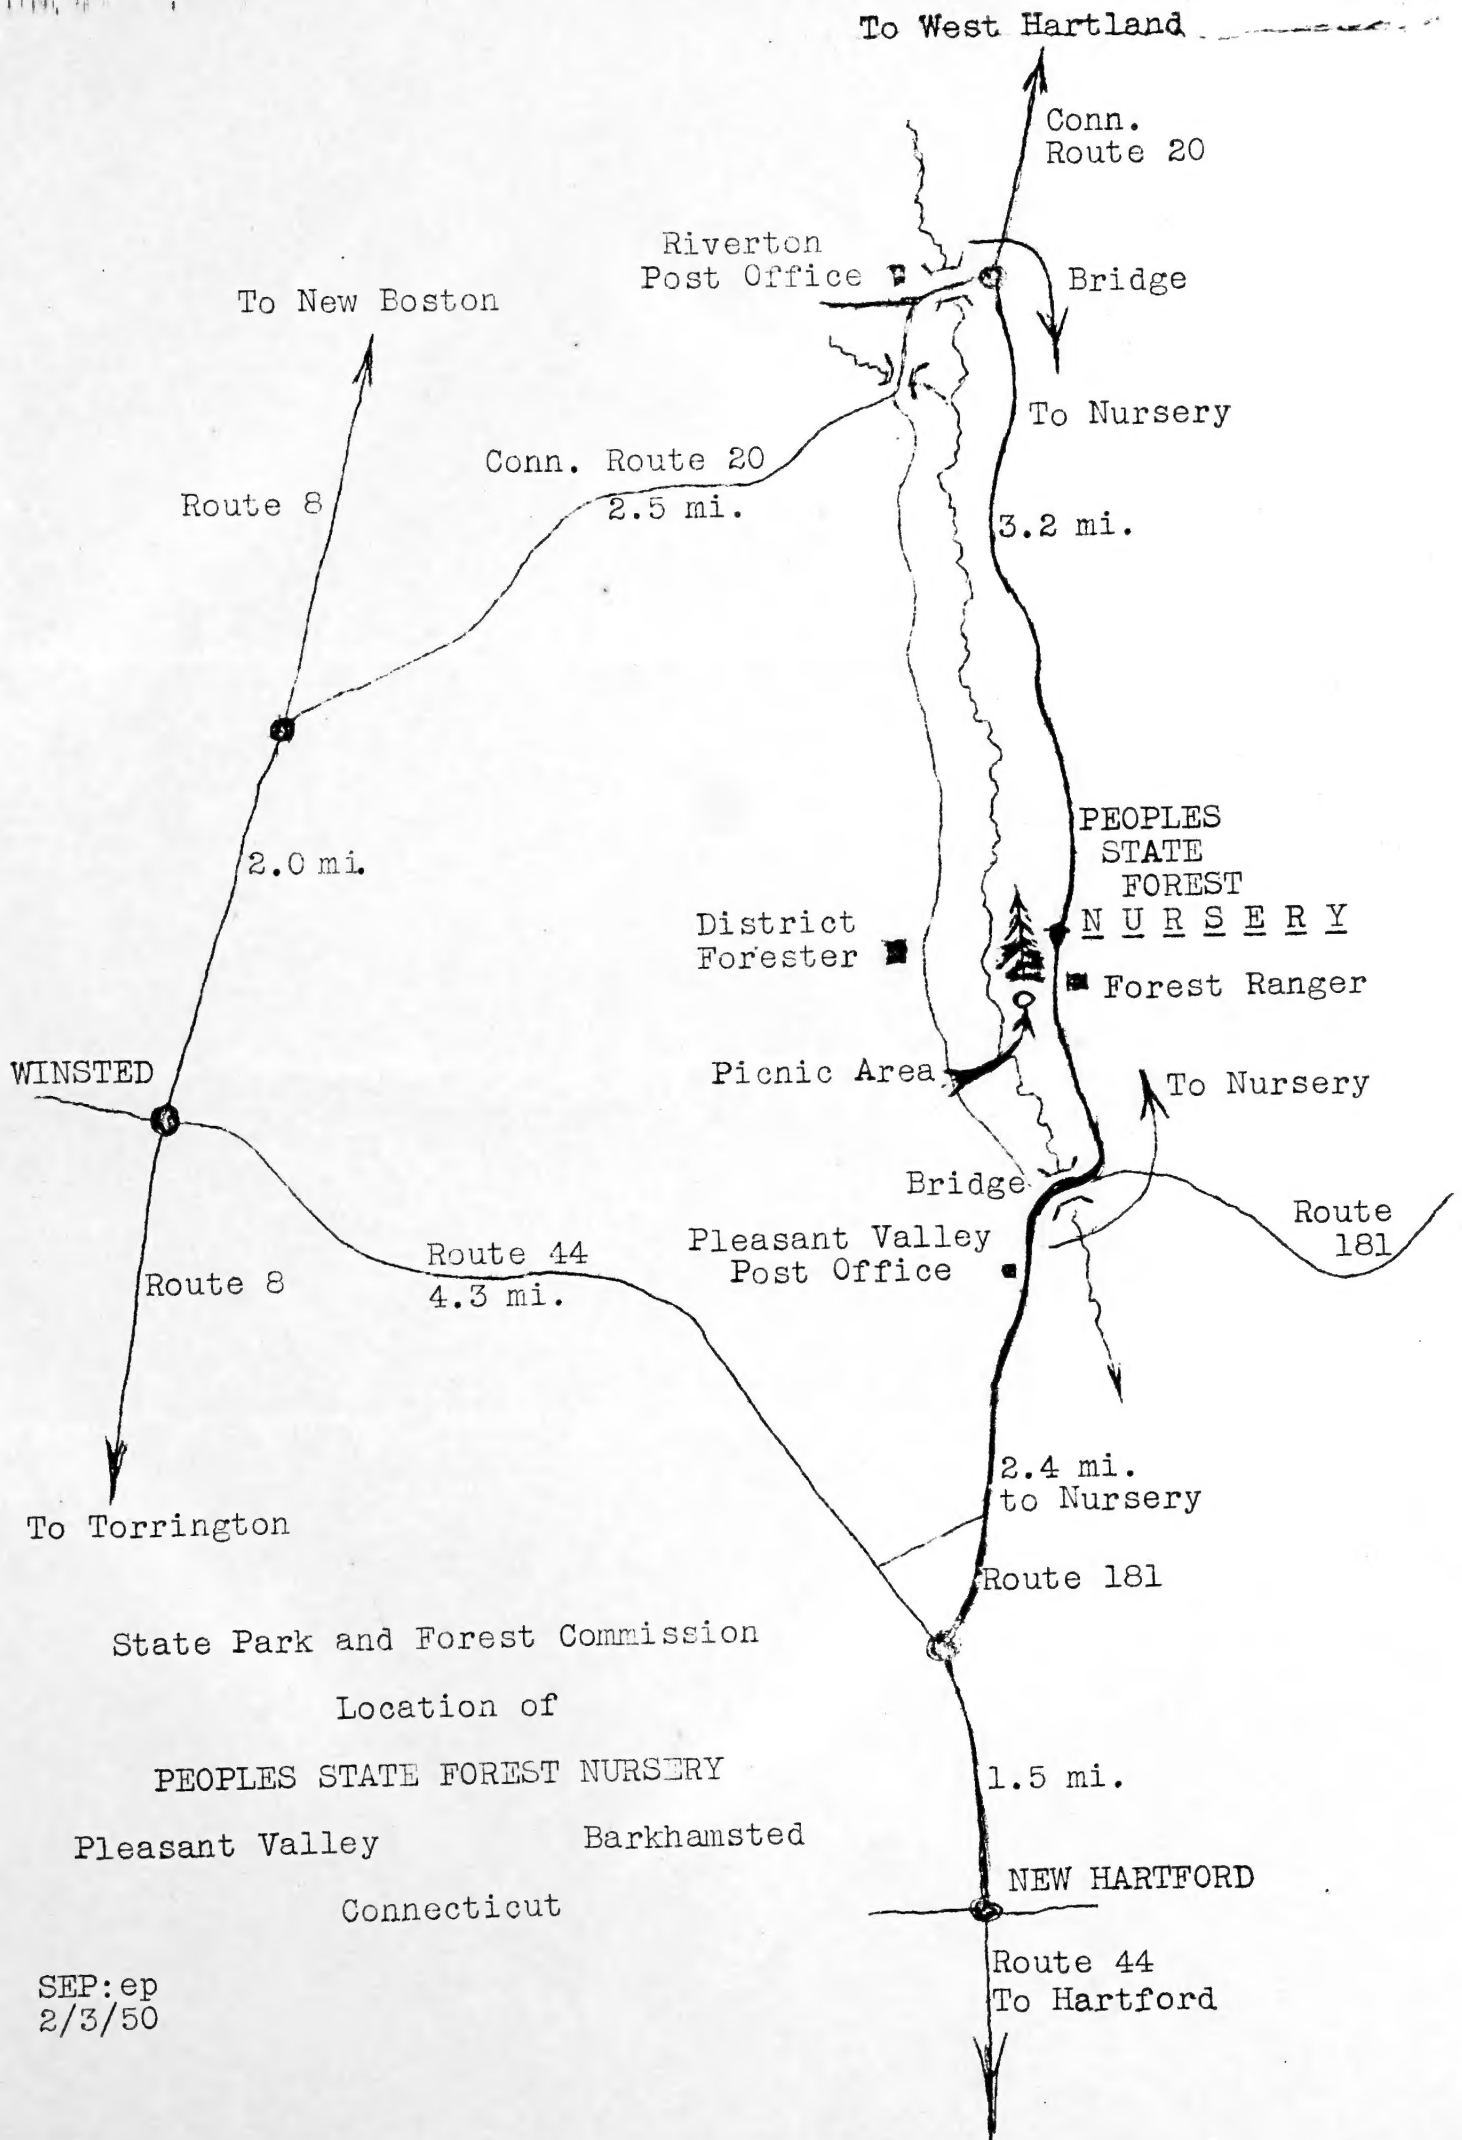 To West Hartland
Conn.
Route 20
Riverton
Post Office
Bridge
To New Boston
To Nursery
Conn. Route 20
2.5 mi.
Route 8
3.2 mi.
PEOPLES
STATE
FOREST
NURSERY
2.0 mi.
District
Forester
Forest Ranger
WINSTED
Picnic Area
To Nursery
Bridge
Route
181
Pleasant Valley
Post Office
Route 44
4.3 mi.
Route 8
2.4 mi.
to Nursery
To Torrington
Route 181
State Park and Forest Commission
Location of
PEOPLES STATE FOREST NURSERY
Pleasant Valley Barkhamsted
Connecticut
1.5 mi.
NEW HARTFORD
Route 44
To Hartford
SEP:ep
2/3/50